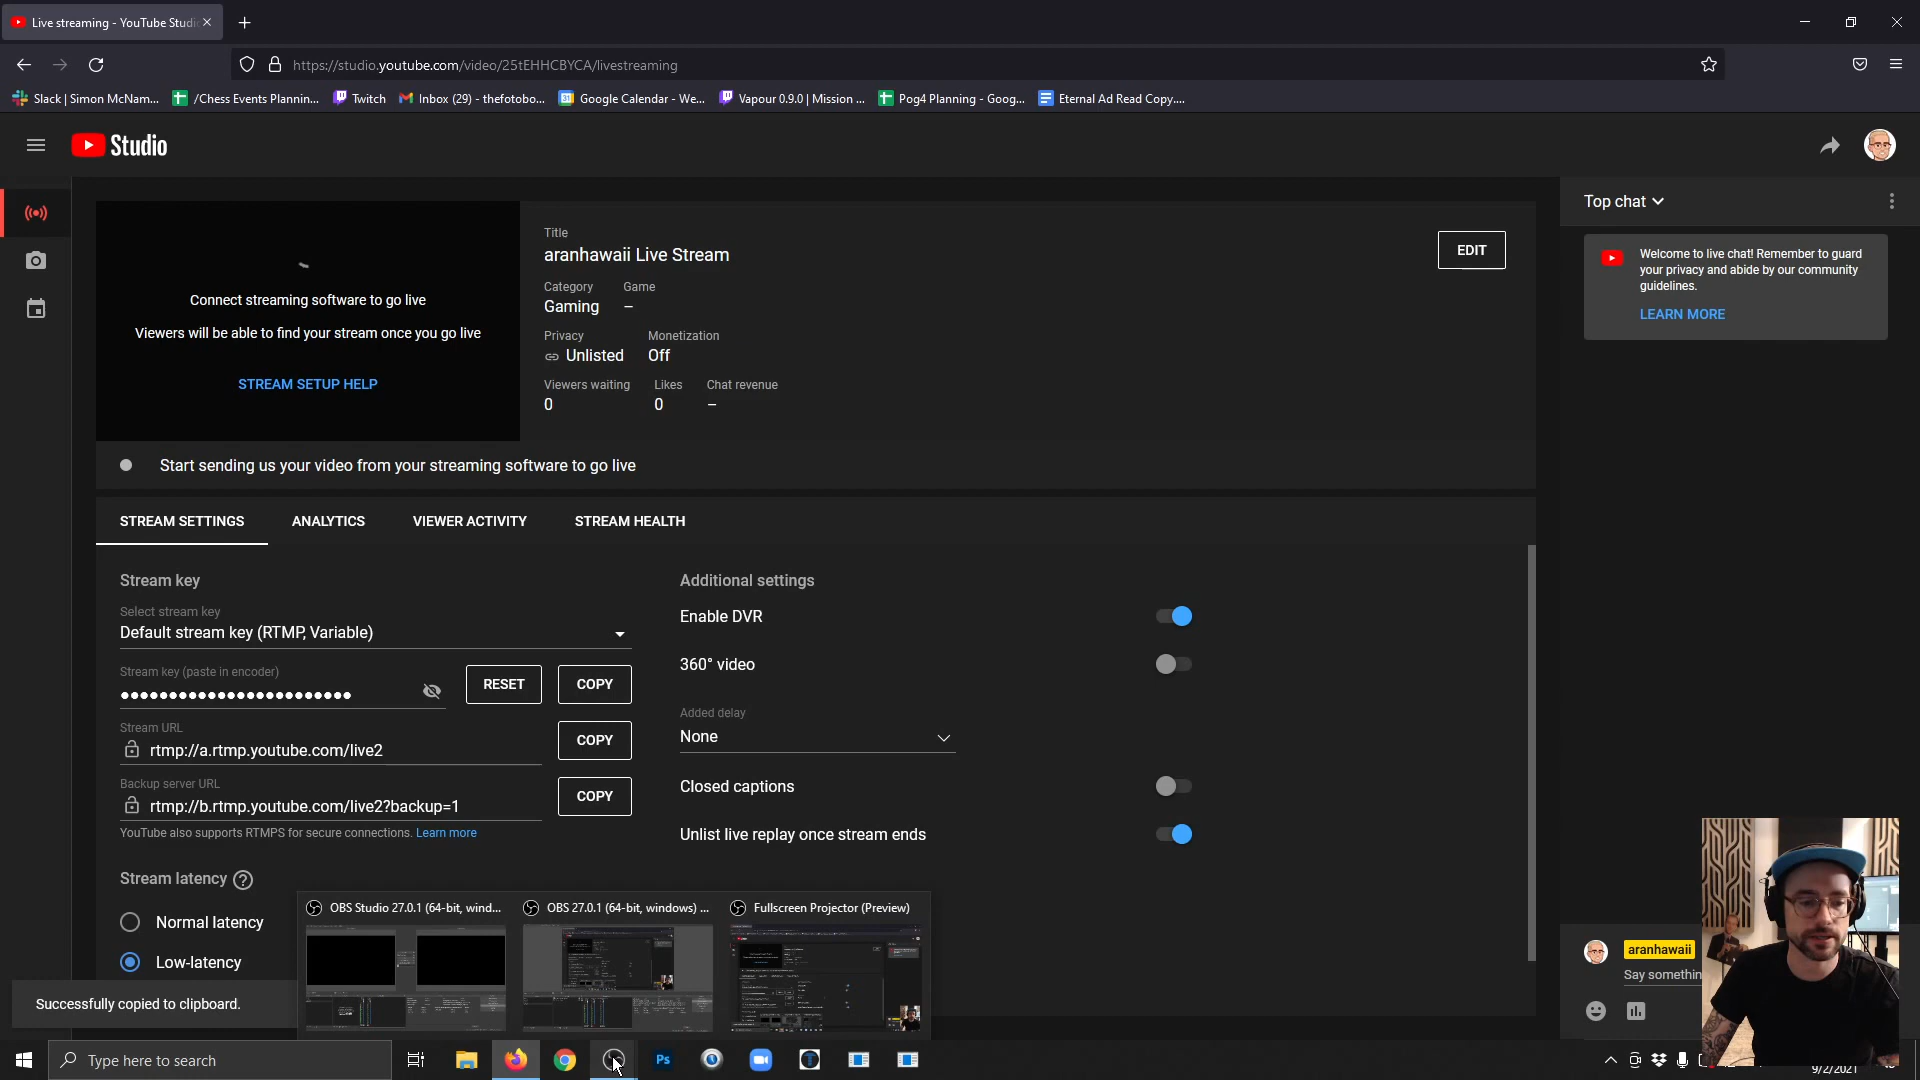 Live streaming - YouTube Studi
https://studio.youtube.com/video/25tEHHCBYCA/livestreaming
Slack | Simon McNam...
/Chess Events Plannin...
Twitch
Inbox (29) - thefotobo...
Google Calendar - We...
Vapour 0.9.0 | Mission ...
Pog4 Planning - Goog...
Eternal Ad Read Copy....
Studio
Connect streaming software to go live
Viewers will be able to find your stream once you go live
STREAM SETUP HELP
Title
aranhawaii Live Stream
EDIT
Category Game
Gaming –
Privacy Monetization
Unlisted Off
Viewers waiting Likes Chat revenue
0 0 –
Top chat
Welcome to live chat! Remember to guard
your privacy and abide by our community
guidelines.
LEARN MORE
Start sending us your video from your streaming software to go live
STREAM SETTINGS ANALYTICS VIEWER ACTIVITY STREAM HEALTH
Stream key
Select stream key
Default stream key (RTMP, Variable)
Stream key (paste in encoder)
••••••••••••••••••••••••
RESET COPY
Stream URL
rtmp://a.rtmp.youtube.com/live2
COPY
Backup server URL
rtmp://b.rtmp.youtube.com/live2?backup=1
COPY
YouTube also supports RTMPS for secure connections. Learn more
Stream latency
Normal latency
Low-latency
Additional settings
Enable DVR
360° video
Added delay
None
Closed captions
Unlist live replay once stream ends
aranhawaii
Say somethin
OBS Studio 27.0.1 (64-bit, wind...
OBS 27.0.1 (64-bit, windows) ...
Fullscreen Projector (Preview)
Successfully copied to clipboard.
Type here to search
Ps
9/2/2021